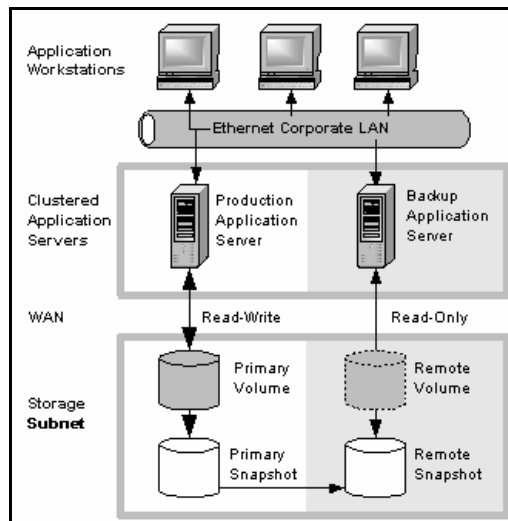 Application
Workstations
Ethernet Corporate LAN
Clustered
Application
Servers
Production
Application
Server
Backup
Application
Server
WAN
Read-Write
Read-Only
Storage
Subnet
Primary
Volume
Remote
Volume
Primary
Snapshot
Remote
Snapshot